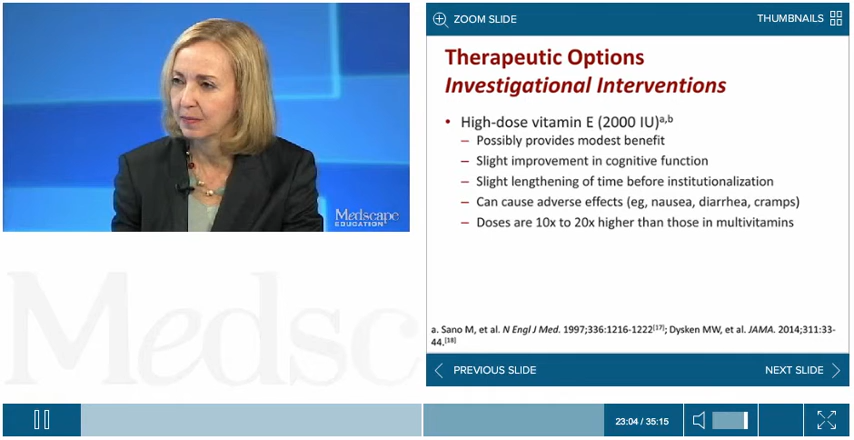 Medscape
EDUCATION
Medsc
ZOOM SLIDE
THUMBNAILS
Therapeutic Options
Investigational Interventions
• High-dose vitamin E (2000 IU)a,b
– Possibly provides modest benefit
– Slight improvement in cognitive function
– Slight lengthening of time before institutionalization
– Can cause adverse effects (eg, nausea, diarrhea, cramps)
– Doses are 10x to 20x higher than those in multivitamins
a. Sano M, et al. N Engl J Med. 1997;336:1216-1222[17]; Dysken MW, et al. JAMA. 2014;311:33-
44.[18]
PREVIOUS SLIDE
NEXT SLIDE
23:04 / 35:15